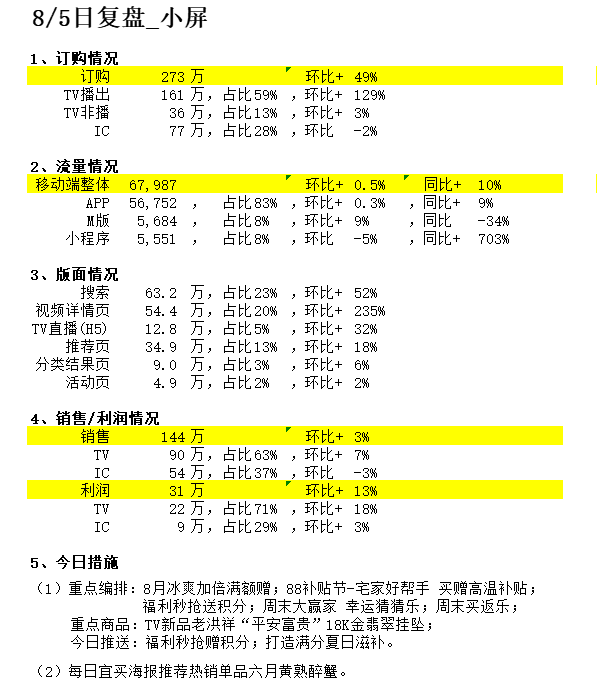 8/5日复盘_小屏
1、订购情况
订购 273 万 环比+ 49%
TV播出 161 万，占比59% ，环比+ 129%
TV非播 36 万，占比13% ，环比+ 3%
IC 77 万，占比28% ，环比 -2%
2、流量情况
移动端整体 67,987 环比+ 0.5% 同比+ 10%
APP 56,752 ， 占比83% ，环比+ 0.3% ，同比+ 9%
M版 5,684 ， 占比8% ，环比+ 9% ，同比 -34%
小程序 5,551 ， 占比8% ，环比 -5% ，同比+ 703%
3、版面情况
搜索 63.2 万，占比23% ，环比+ 52%
视频详情页 54.4 万，占比20% ，环比+ 235%
TV直播(H5) 12.8 万，占比5% ，环比+ 32%
推荐页 34.9 万，占比13% ，环比+ 18%
分类结果页 9.0 万，占比3% ，环比+ 6%
活动页 4.9 万，占比2% ，环比+ 2%
4、销售/利润情况
销售 144 万 环比+ 3%
TV 90 万，占比63% ，环比+ 7%
IC 54 万，占比37% ，环比 -3%
利润 31 万 环比+ 13%
TV 22 万，占比71% ，环比+ 18%
IC 9 万，占比29% ，环比+ 3%
5、今日措施
（1）重点编排：8月冰爽加倍满额赠；88补贴节-宅家好帮手 买赠高温补贴；
福利秒抢送积分；周末大赢家 幸运猜猜乐；周末买返乐；
重点商品：TV新品老洪祥“平安富贵”18K金翡翠挂坠；
今日推送：福利秒抢赠积分；打造满分夏日滋补。
（2）每日宜买海报推荐热销单品六月黄熟醉蟹。